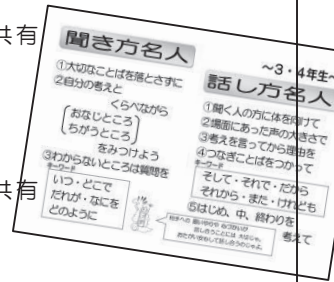 共有
共有
聞き方名人
①大切なことばを落とさずに
②自分の考えと
くらべながら
おなじところ
ちがうところ
をみつけよう
③わからないところは質問を
キーワード
いつ・どこで
だれが・なにを
どのように
～3・4年生～
話し方名人
①聞く人の方に体を向けて
②場面にあった声の大きさで
③考えを言ってから理由を
④つなぎことばをつかって
キーワード
そして・それで・だから
それから・また・けれども
⑤はじめ、中、終わりを
考えて